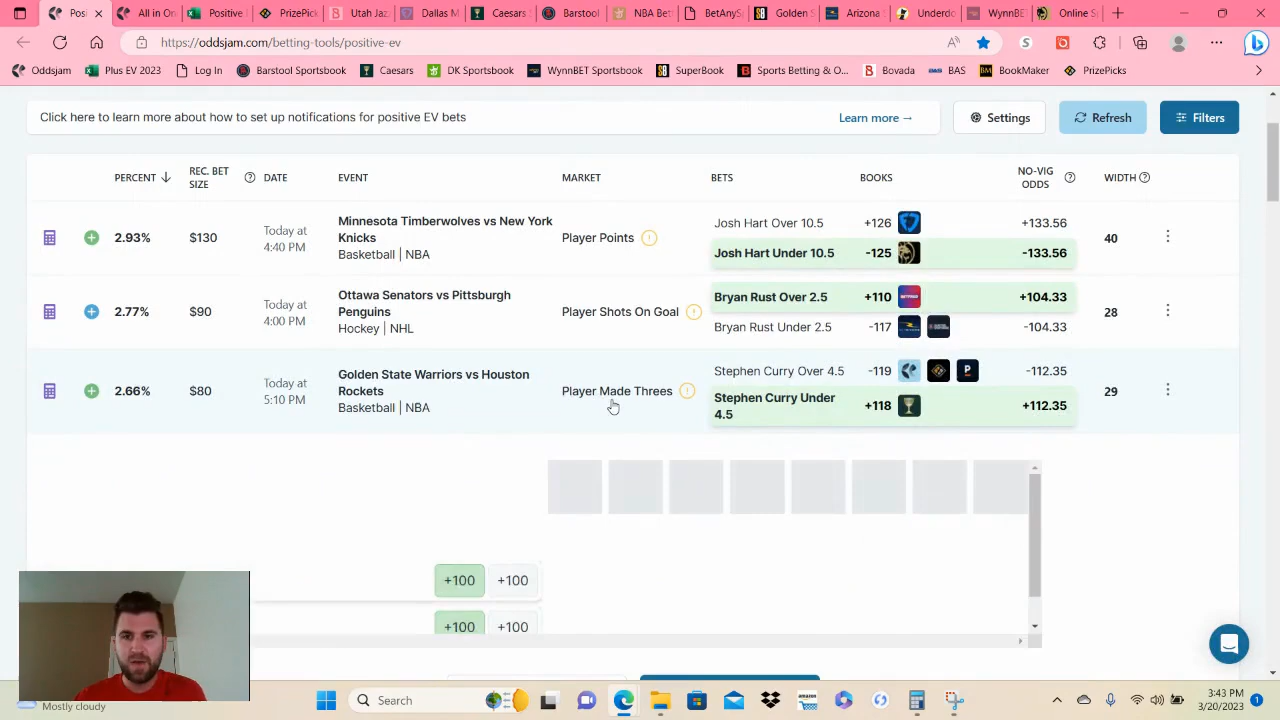 Posi
All in On
Positive
PrizePick
Utah Jaz
Dallas M
Caesars
Barstool
NBA Bets
BetAnyS
Golden S
Arizona
Underdo
WynnBE
Online Sp
https://oddsjam.com/betting-tools/positive-ev
Oddsjam
Plus EV 2023
Log In
Barstool Sportsbook
Caesars
DK Sportsbook
WynnBET Sportsbook
SuperBook
Sports Betting & O...
Bovada
BAS
BookMaker
PrizePicks
Click here to learn more about how to set up notifications for positive EV bets
Learn more →
Settings
Refresh
Filters
PERCENT
REC. BET
SIZE
DATE
EVENT
MARKET
BETS
BOOKS
NO-VIG
ODDS
WIDTH
2.93%
$130
Today at
4:40 PM
Minnesota Timberwolves vs New York
Knicks
Basketball | NBA
Player Points
Josh Hart Over 10.5
+126
+133.56
Josh Hart Under 10.5
-125
-133.56
40
2.77%
$90
Today at
4:00 PM
Ottawa Senators vs Pittsburgh
Penguins
Hockey | NHL
Player Shots On Goal
Bryan Rust Over 2.5
+110
+104.33
Bryan Rust Under 2.5
-117
-104.33
28
2.66%
$80
Today at
5:10 PM
Golden State Warriors vs Houston
Rockets
Basketball | NBA
Player Made Threes
Stephen Curry Over 4.5
-119
-112.35
Stephen Curry Under
4.5
+118
+112.35
29
+100
+100
+100
+100
Search
Mostly cloudy
3:43 PM
3/20/2023
1